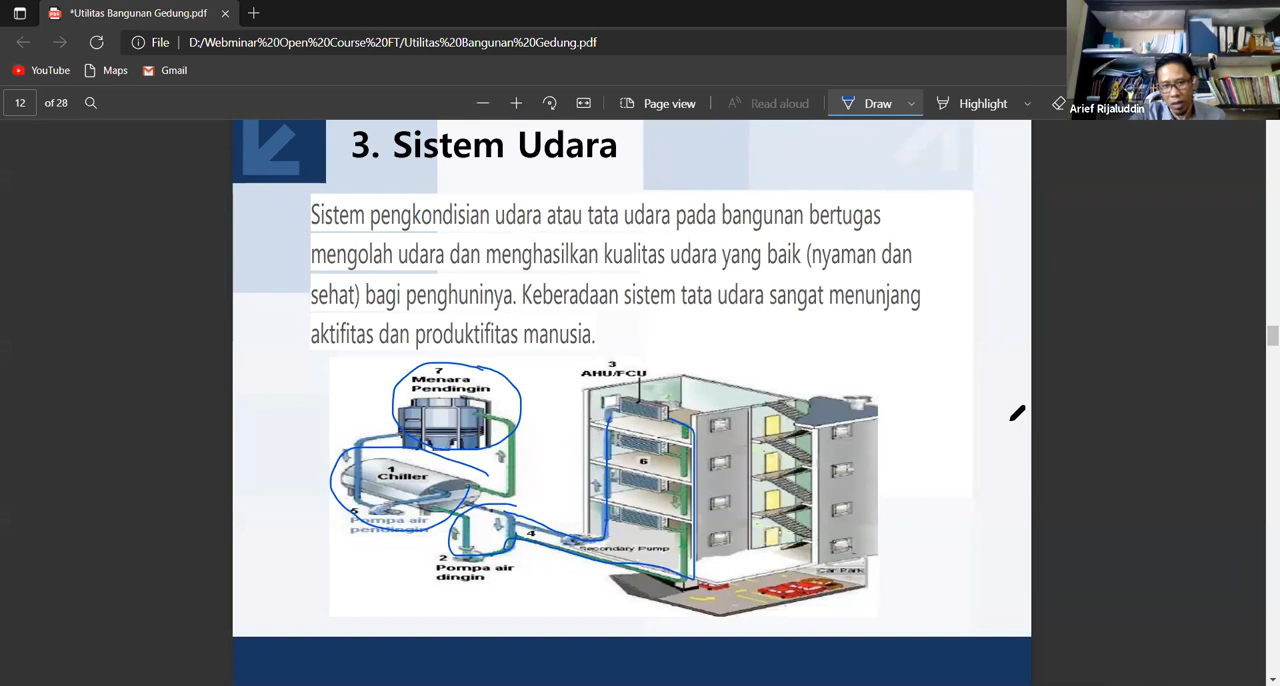 *Utilitas Bangunan Gedung.pdf
File
D:/Webminar%20Open%20Course%20FT/Utilitas%20Bangunan%20Gedung.pdf
YouTube
Maps
Gmail
12
of 28
Page view
Read aloud
Draw
Highlight
Arief Rijaluddin
3. Sistem Udara
Sistem pengkondisian udara atau tata udara pada bangunan bertugas
mengolah udara dan menghasilkan kualitas udara yang baik (nyaman dan
sehat) bagi penghuninya. Keberadaan sistem tata udara sangat menunjang
aktifitas dan produktifitas manusia.
7
Menara
Pendingin
3
AHU/FCU
1
Chiller
6
5
Pompa air
pendingin
4
Secondary Pump
2
Pompa air
dingin
Car Park